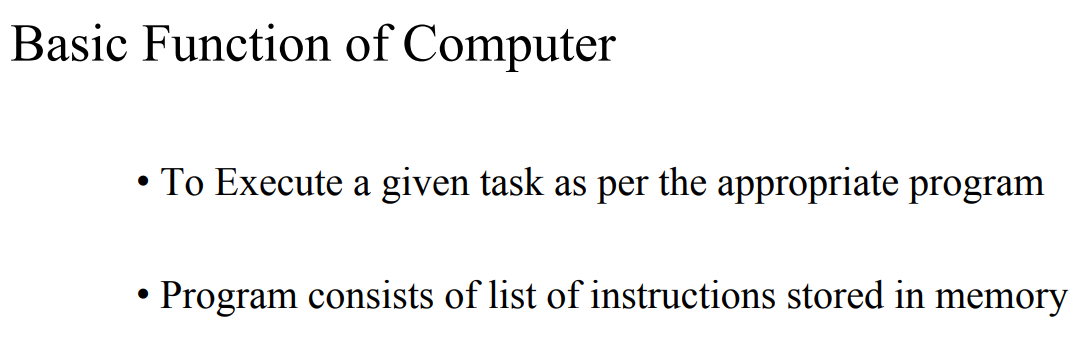 Basic Function of Computer
• To Execute a given task as per the appropriate program
• Program consists of list of instructions stored in memory